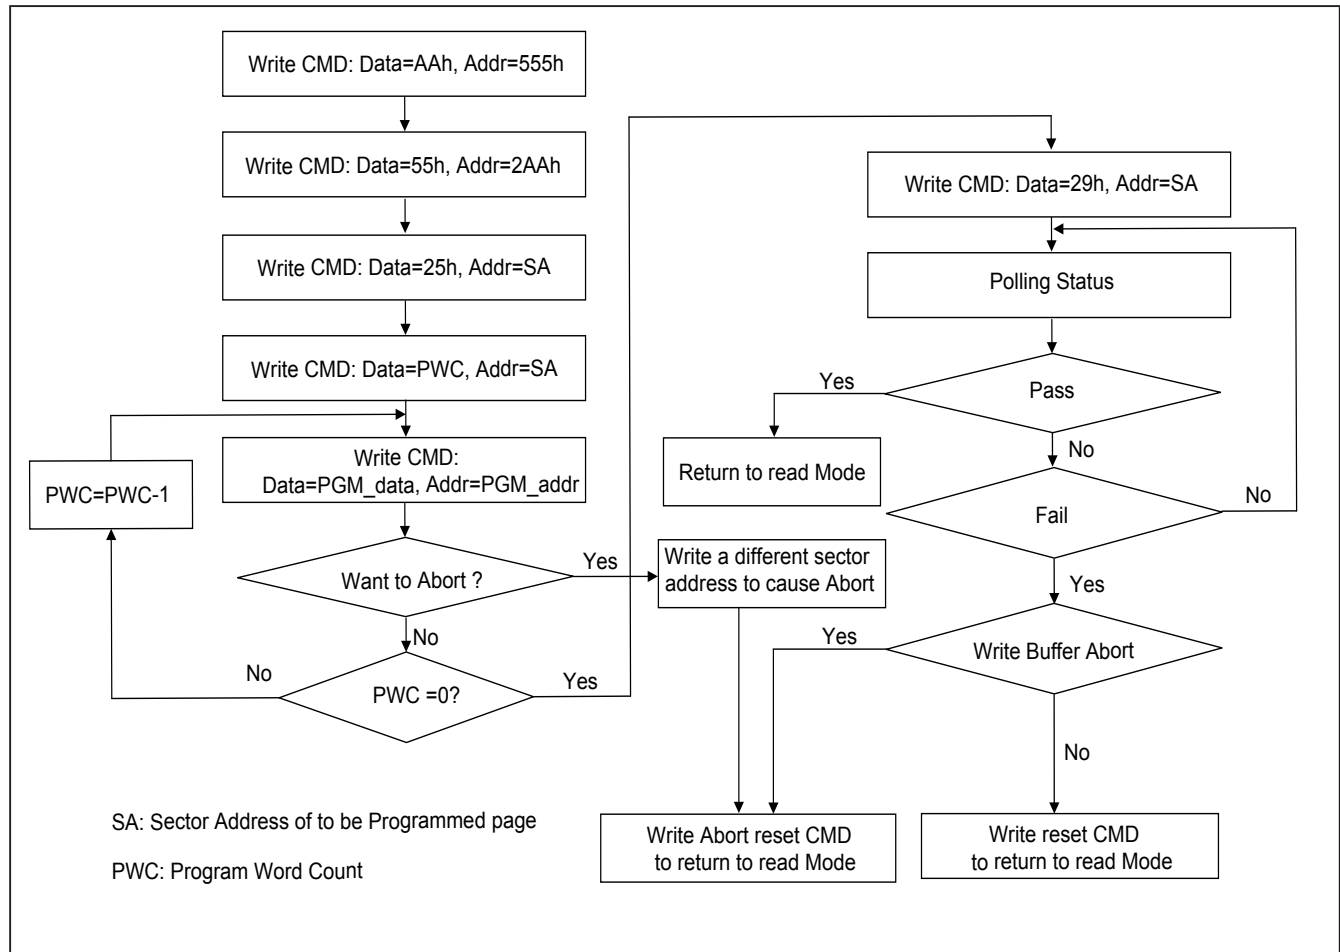 Write CMD: Data=AAh, Addr=555h
Write CMD: Data=55h, Addr=2AAh
Write CMD: Data=25h, Addr=SA
Write CMD: Data=PWC, Addr=SA
Write CMD:
Data=PGM_data, Addr=PGM_addr
PWC=PWC-1
Want to Abort ?
Yes
No
PWC =0?
No
Yes
Write a different sector
address to cause Abort
Write CMD: Data=29h, Addr=SA
Polling Status
Pass
Yes
No
Return to read Mode
Fail
No
Yes
Write Buffer Abort
Yes
No
Write Abort reset CMD
to return to read Mode
Write reset CMD
to return to read Mode
SA: Sector Address of to be Programmed page
PWC: Program Word Count